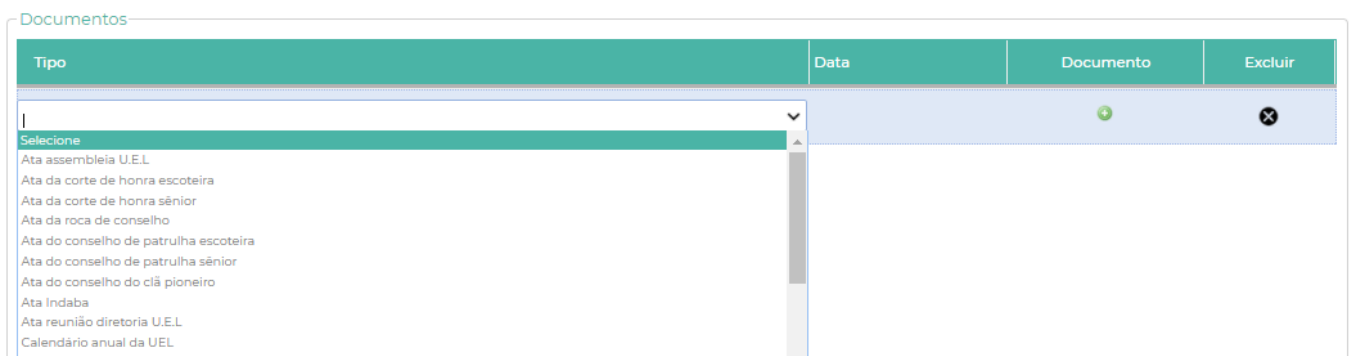 Documentos
Tipo Data Documento Excluir
Selecione
Ata assembleia U.E.L
Ata da corte de honra escoteira
Ata da corte de honra sênior
Ata da roca de conselho
Ata do conselho de patrulha escoteira
Ata do conselho de patrulha sênior
Ata do conselho do clã pioneiro
Ata Indaba
Ata reunião diretoria U.E.L
Calendário anual da UEL